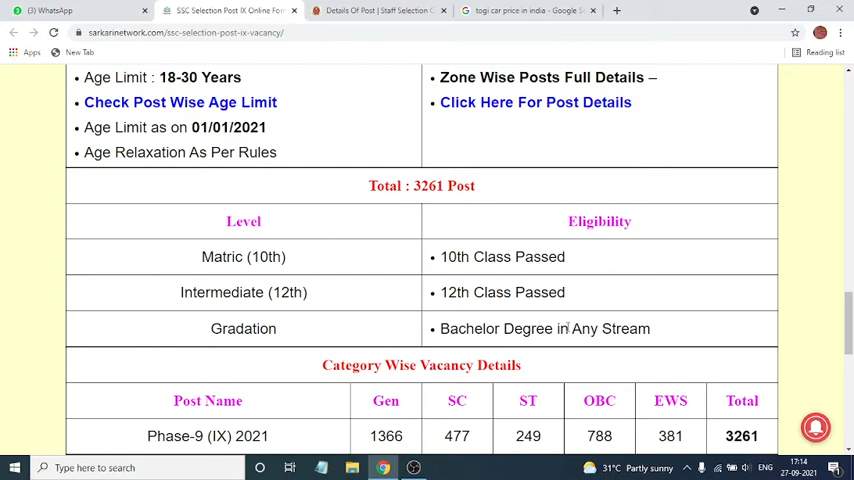 (3) WhatsApp
SSC Selection Post IX Online For
Details Of Post | Staff Selection C
togi car price in india - Google Se
sarkarinetwork.com/ssc-selection-post-ix-vacancy/
Apps
New Tab
Reading list
• Age Limit : 18-30 Years
• Check Post Wise Age Limit
• Age Limit as on 01/01/2021
• Age Relaxation As Per Rules
• Zone Wise Posts Full Details –
• Click Here For Post Details
Total : 3261 Post
Level Eligibility
Matric (10th) • 10th Class Passed
Intermediate (12th) • 12th Class Passed
Gradation • Bachelor Degree in Any Stream
Category Wise Vacancy Details
Post Name Gen SC ST OBC EWS Total
Phase-9 (IX) 2021 1366 477 249 788 381 3261
Type here to search
31°C Partly sunny
ENG
17:14
27-09-2021
1